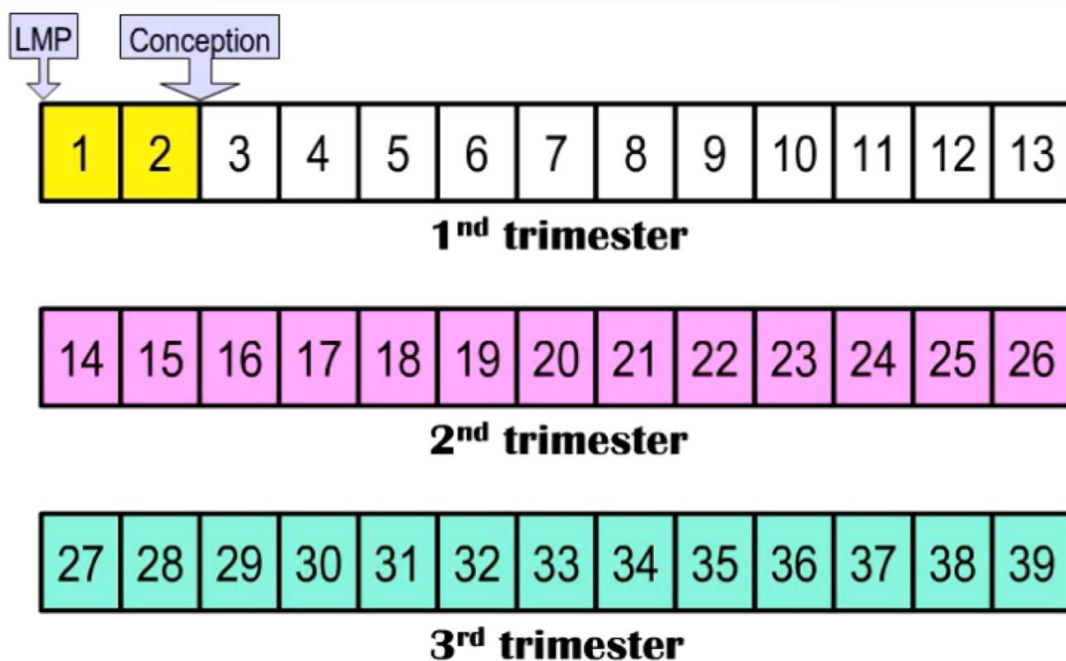 LMP Conception
1 2 3 4 5 6 7 8 9 10 11 12 13
1nd trimester
14 15 16 17 18 19 20 21 22 23 24 25 26
2nd trimester
27 28 29 30 31 32 33 34 35 36 37 38 39
3rd trimester